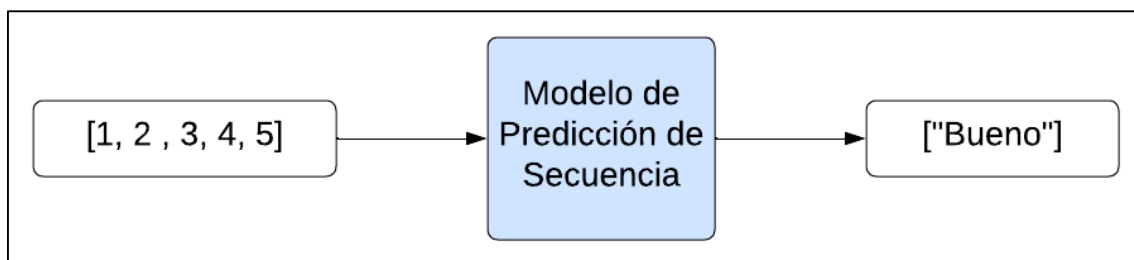 [1, 2 , 3, 4, 5]
Modelo de
Predicción de
Secuencia
["Bueno"]